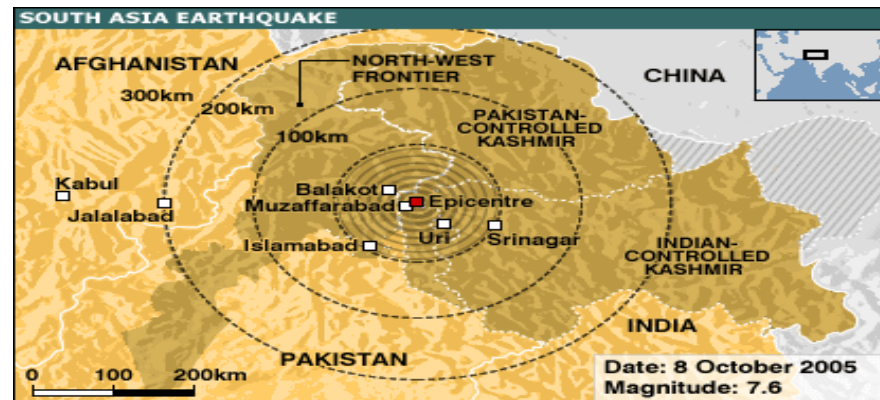 SOUTH ASIA EARTHQUAKE
AFGHANISTAN
NORTH-WEST
FRONTIER
CHINA
300km
200km
100km
PAKISTAN-
CONTROLLED
KASHMIR
Kabul
Jalalabad
Balakot
Muzaffarabad
Epicentre
Islamabad
Uri
Srinagar
INDIAN-
CONTROLLED
KASHMIR
INDIA
PAKISTAN
0 100 200km
Date: 8 October 2005
Magnitude: 7.6